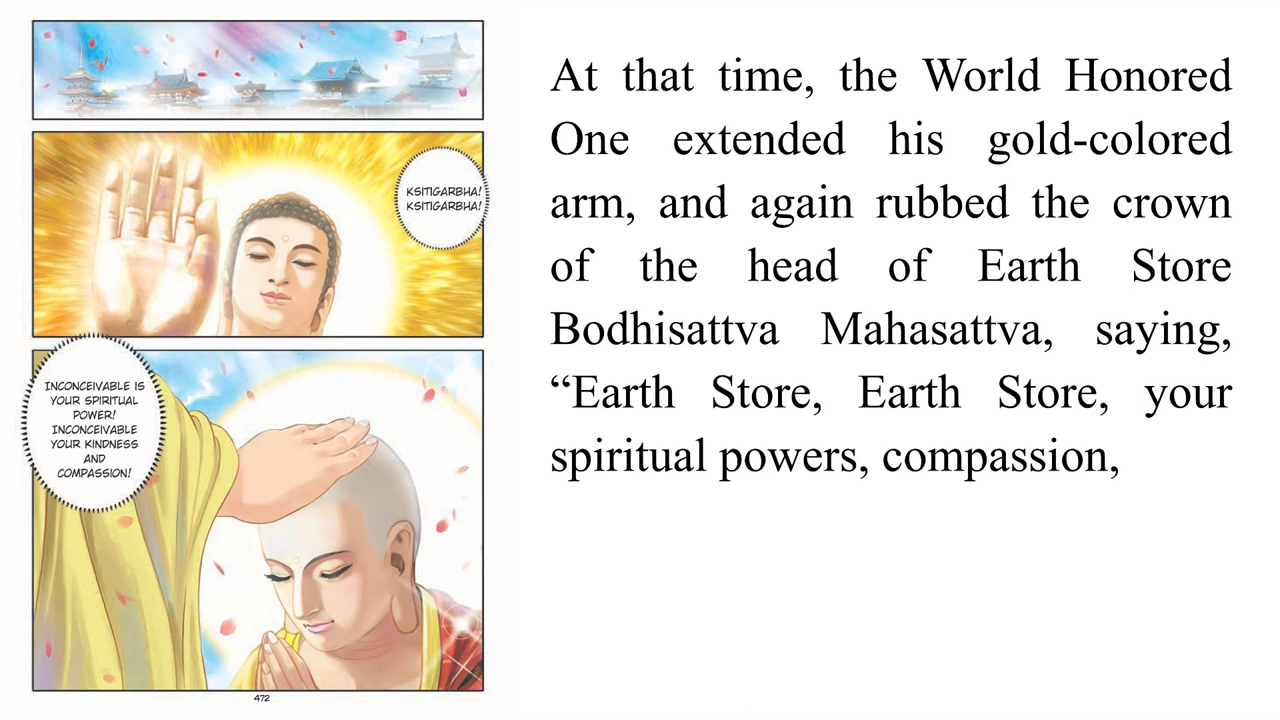 KSITIGARBHA!
KSITIGARBHA!
INCONCEIVABLE IS
YOUR SPIRITUAL
POWER!
INCONCEIVABLE
YOUR KINDNESS
AND
COMPASSION!
472
At that time, the World Honored
One extended his gold-colored
arm, and again rubbed the crown
of the head of Earth Store
Bodhisattva Mahasattva, saying,
“Earth Store, Earth Store, your
spiritual powers, compassion,